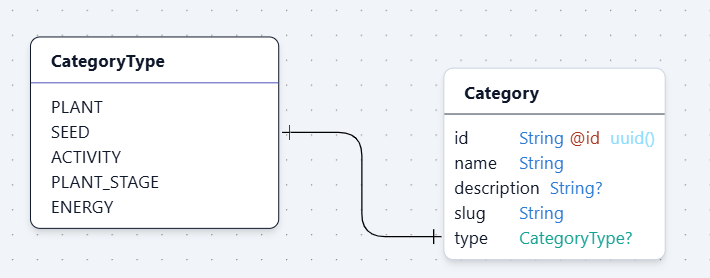 CategoryType
PLANT
SEED
ACTIVITY
PLANT_STAGE
ENERGY
Category
id String @id uuid()
name String
description String?
slug String
type CategoryType?